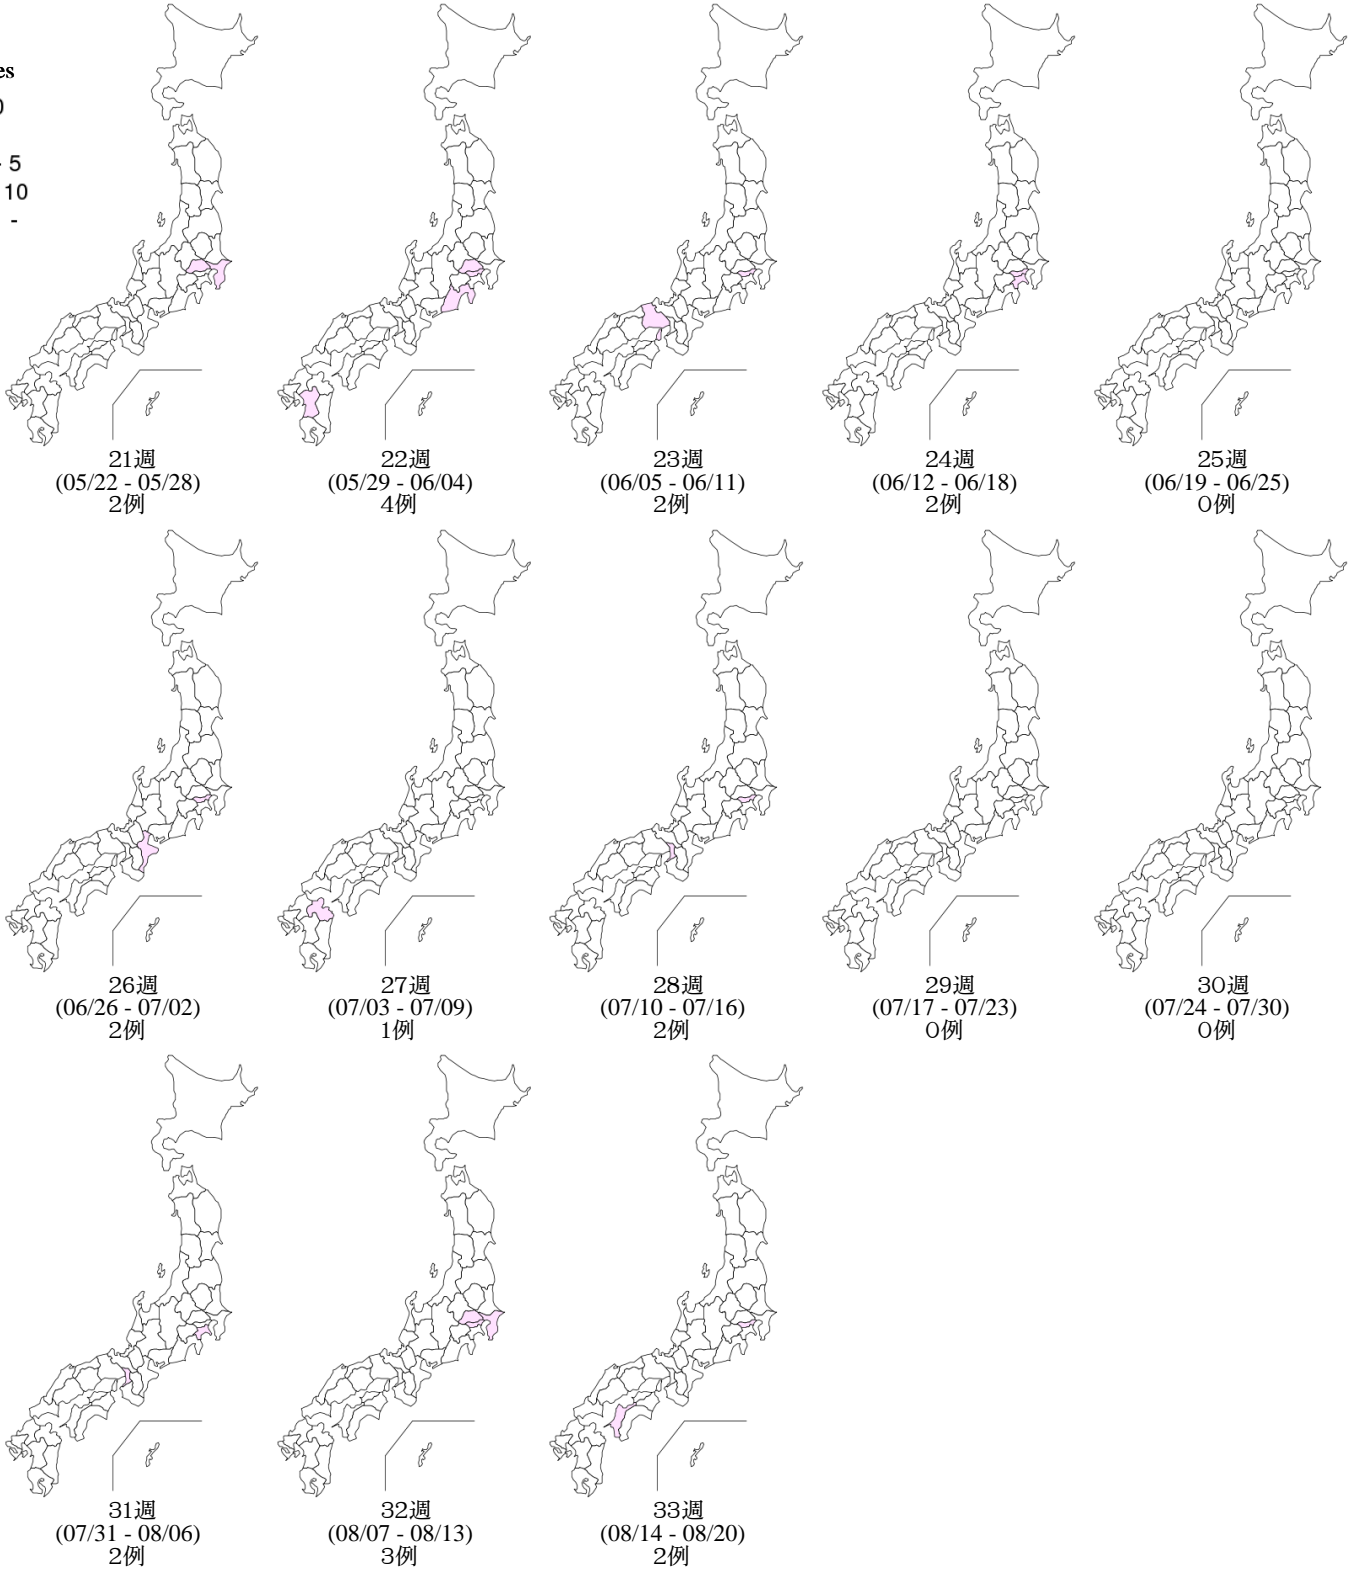 es
0
- 5
10
-
21週
(05/22 - 05/28)
2例
22週
(05/29 - 06/04)
4例
23週
(06/05 - 06/11)
2例
24週
(06/12 - 06/18)
2例
25週
(06/19 - 06/25)
0例
26週
(06/26 - 07/02)
2例
27週
(07/03 - 07/09)
1例
28週
(07/10 - 07/16)
2例
29週
(07/17 - 07/23)
0例
30週
(07/24 - 07/30)
0例
31週
(07/31 - 08/06)
2例
32週
(08/07 - 08/13)
3例
33週
(08/14 - 08/20)
2例